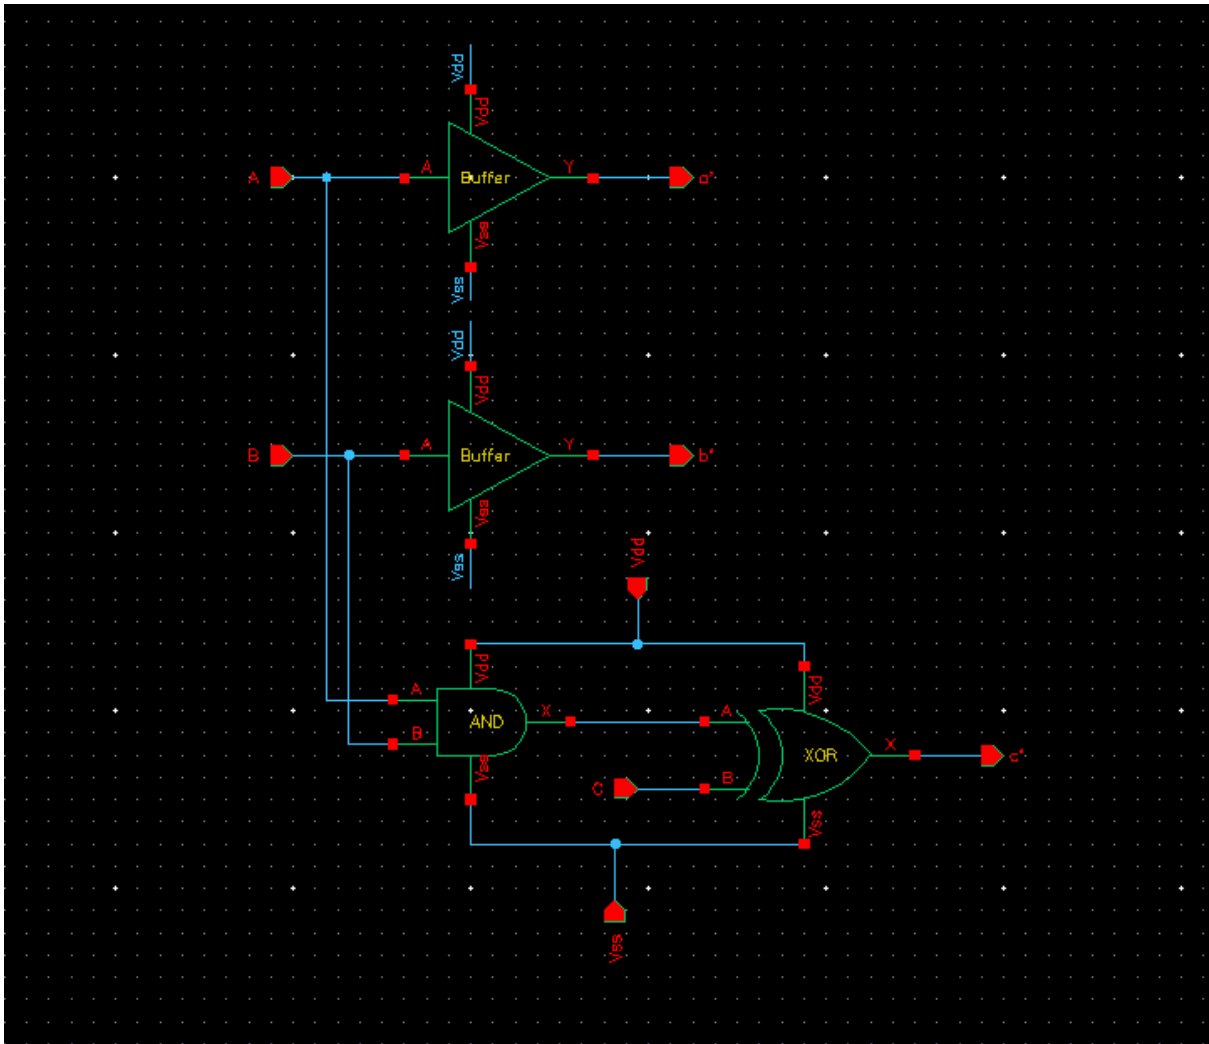 Vdd
Vdd
A
A
Buffer
Y
a'
Vss
Vss
Vdd
Vdd
B
A
Buffer
Y
b'
Vss
Vss
Vdd
Vdd
Vdd
A
AND
X
A
B
XOR
X
c'
Vss
C
B
Vss
Vss